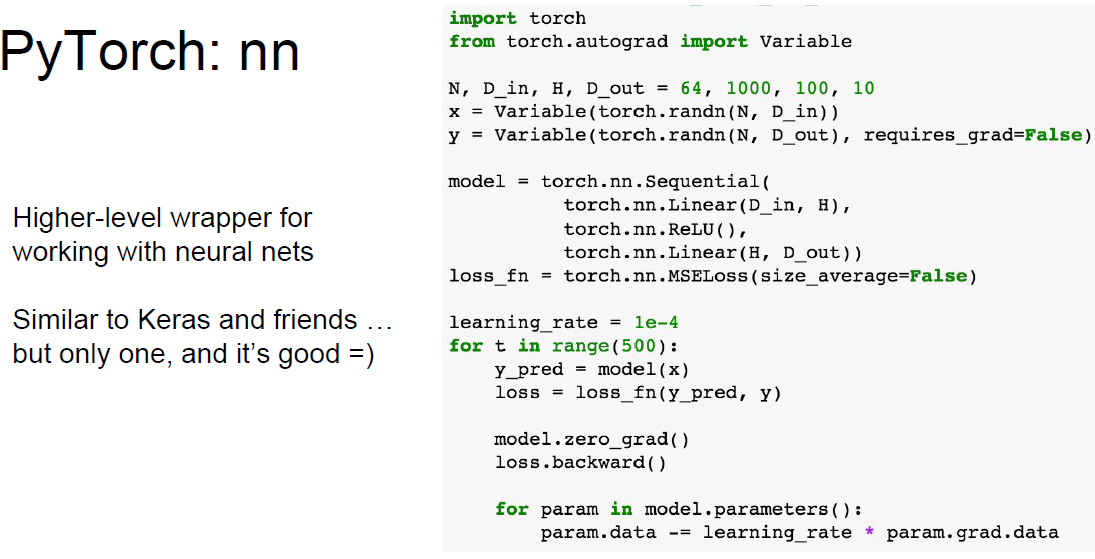 PyTorch: nn
Higher-level wrapper for
working with neural nets
Similar to Keras and friends …
but only one, and it's good =)
import torch
from torch.autograd import Variable
N, D_in, H, D_out = 64, 1000, 100, 10
x = Variable(torch.randn(N, D_in))
y = Variable(torch.randn(N, D_out), requires_grad=False)
model = torch.nn.Sequential(
          torch.nn.Linear(D_in, H),
          torch.nn.ReLU(),
          torch.nn.Linear(H, D_out))
loss_fn = torch.nn.MSELoss(size_average=False)
learning_rate = 1e-4
for t in range(500):
    y_pred = model(x)
    loss = loss_fn(y_pred, y)
    model.zero_grad()
    loss.backward()
    for param in model.parameters():
        param.data -= learning_rate * param.grad.data